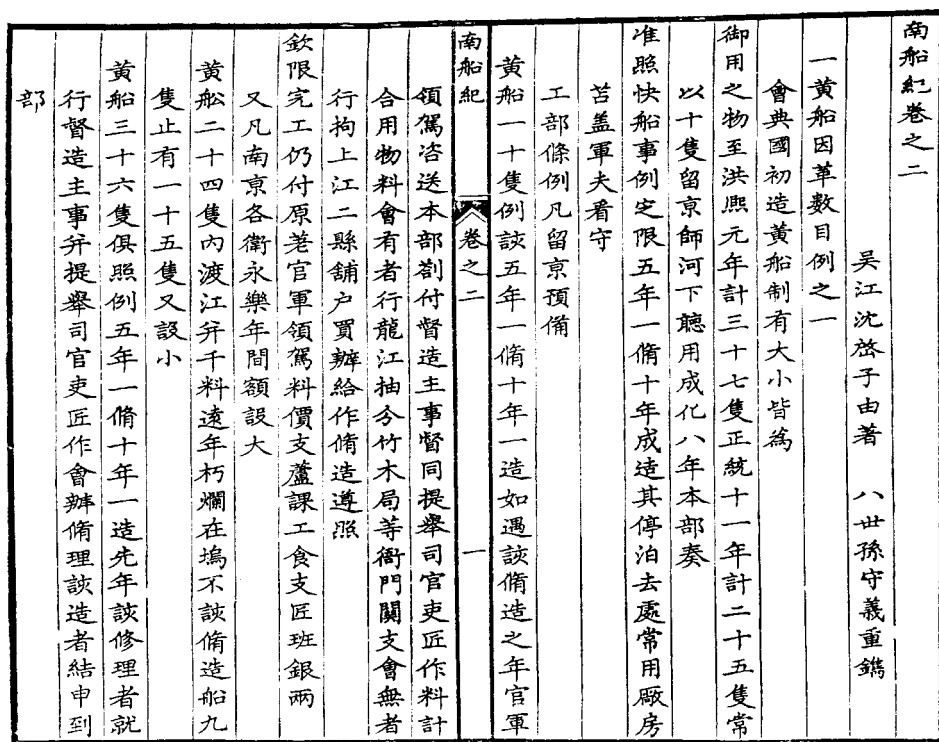 南船紀卷之二
吴江沈啓子由著　八世孫守義重鐫
一黄船因革數目例之一
會典國初造黄船制有大小皆爲
御用之物至洪熙元年計三十七隻正統十一年計二十五隻常
以十隻留京師河下聽用成化八年本部奏
准照快船事例定限五年一脩十年成造其停泊去處常用厰房
苫盖軍夫看守
工部條例凡留亰預備
黄船一十隻例該五年一脩十年一造如遇該脩造之年官軍
南船紀　卷之二　一
領駕咨送本部劄付督造主事督同提舉司官吏匠作料計
合用物料會有者行龍江抽分竹木局等衙門關支會無者
行拘上江二縣舖户買辦給作脩造遵照
欽限完工仍付原差官軍領駕料價支蘆課工食支匠班銀兩
又凡南亰各衛永樂年間額設大
黄舩二十四隻内渡江并千料遠年朽爛在塢不該脩造船九
隻止有一十五隻又設小
黄船三十六隻俱照例五年一脩十年一造先年該修理者就
行督造主事并提舉司官吏匠作會辦脩理該造者結申到
部